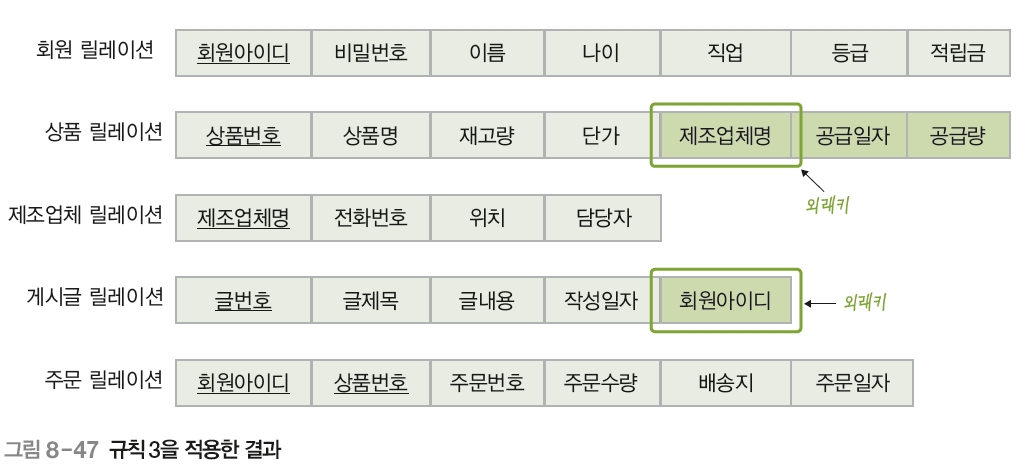 회원 릴레이션 회원아이디 비밀번호 이름 나이 직업 등급 적립금
상품 릴레이션 상품번호 상품명 재고량 단가 제조업체명 공급일자 공급량
외래키
제조업체 릴레이션 제조업체명 전화번호 위치 담당자
게시글 릴레이션 글번호 글제목 글내용 작성일자 회원아이디 외래키
주문 릴레이션 회원아이디 상품번호 주문번호 주문수량 배송지 주문일자
그림 8-47 규칙 3을 적용한 결과